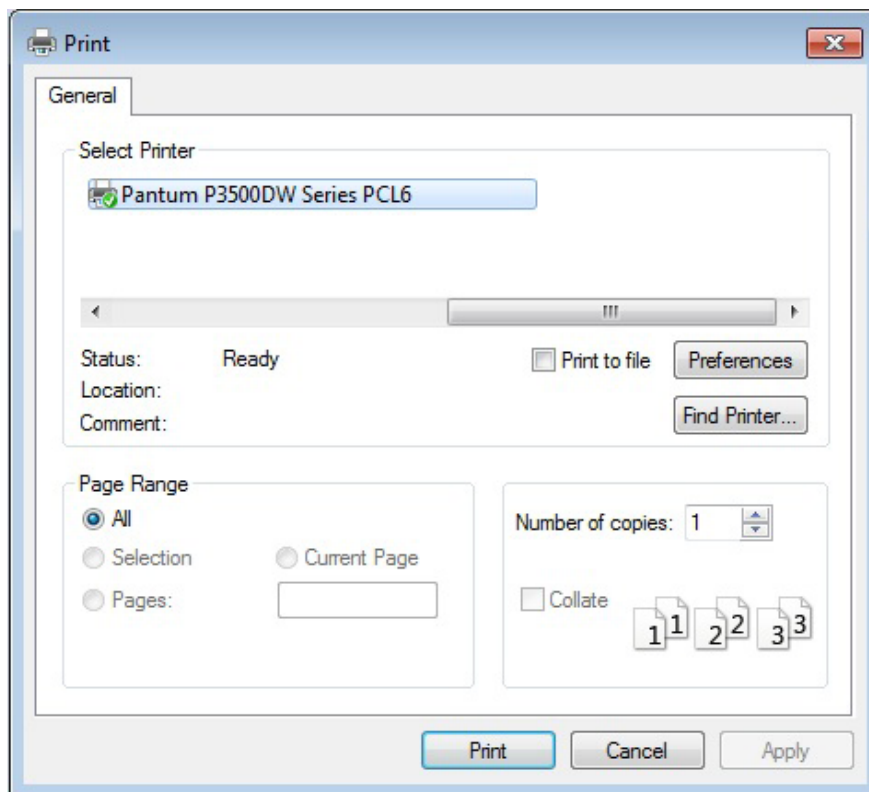 Print
General
Select Printer
Pantum P3500DW Series PCL6
Status: Ready
Print to file
Preferences
Location:
Comment:
Find Printer...
Page Range
All
Selection
Current Page
Pages:
Number of copies: 1
Collate
1 1 2 2 3 3
Print Cancel Apply